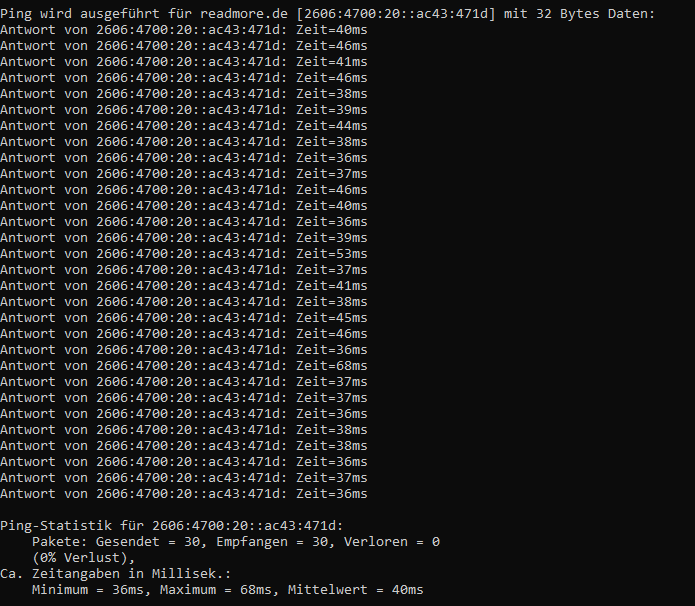 Ping wird ausgeführt für readmore.de [2606:4700:20::ac43:471d] mit 32 Bytes Daten:
Antwort von 2606:4700:20::ac43:471d: Zeit=40ms
Antwort von 2606:4700:20::ac43:471d: Zeit=46ms
Antwort von 2606:4700:20::ac43:471d: Zeit=41ms
Antwort von 2606:4700:20::ac43:471d: Zeit=46ms
Antwort von 2606:4700:20::ac43:471d: Zeit=38ms
Antwort von 2606:4700:20::ac43:471d: Zeit=39ms
Antwort von 2606:4700:20::ac43:471d: Zeit=44ms
Antwort von 2606:4700:20::ac43:471d: Zeit=38ms
Antwort von 2606:4700:20::ac43:471d: Zeit=36ms
Antwort von 2606:4700:20::ac43:471d: Zeit=37ms
Antwort von 2606:4700:20::ac43:471d: Zeit=46ms
Antwort von 2606:4700:20::ac43:471d: Zeit=40ms
Antwort von 2606:4700:20::ac43:471d: Zeit=36ms
Antwort von 2606:4700:20::ac43:471d: Zeit=39ms
Antwort von 2606:4700:20::ac43:471d: Zeit=53ms
Antwort von 2606:4700:20::ac43:471d: Zeit=37ms
Antwort von 2606:4700:20::ac43:471d: Zeit=41ms
Antwort von 2606:4700:20::ac43:471d: Zeit=38ms
Antwort von 2606:4700:20::ac43:471d: Zeit=45ms
Antwort von 2606:4700:20::ac43:471d: Zeit=46ms
Antwort von 2606:4700:20::ac43:471d: Zeit=36ms
Antwort von 2606:4700:20::ac43:471d: Zeit=68ms
Antwort von 2606:4700:20::ac43:471d: Zeit=37ms
Antwort von 2606:4700:20::ac43:471d: Zeit=37ms
Antwort von 2606:4700:20::ac43:471d: Zeit=36ms
Antwort von 2606:4700:20::ac43:471d: Zeit=38ms
Antwort von 2606:4700:20::ac43:471d: Zeit=38ms
Antwort von 2606:4700:20::ac43:471d: Zeit=36ms
Antwort von 2606:4700:20::ac43:471d: Zeit=37ms
Antwort von 2606:4700:20::ac43:471d: Zeit=36ms
Ping-Statistik für 2606:4700:20::ac43:471d:
Pakete: Gesendet = 30, Empfangen = 30, Verloren = 0
(0% Verlust),
Ca. Zeitangaben in Millisek.:
Minimum = 36ms, Maximum = 68ms, Mittelwert = 40ms